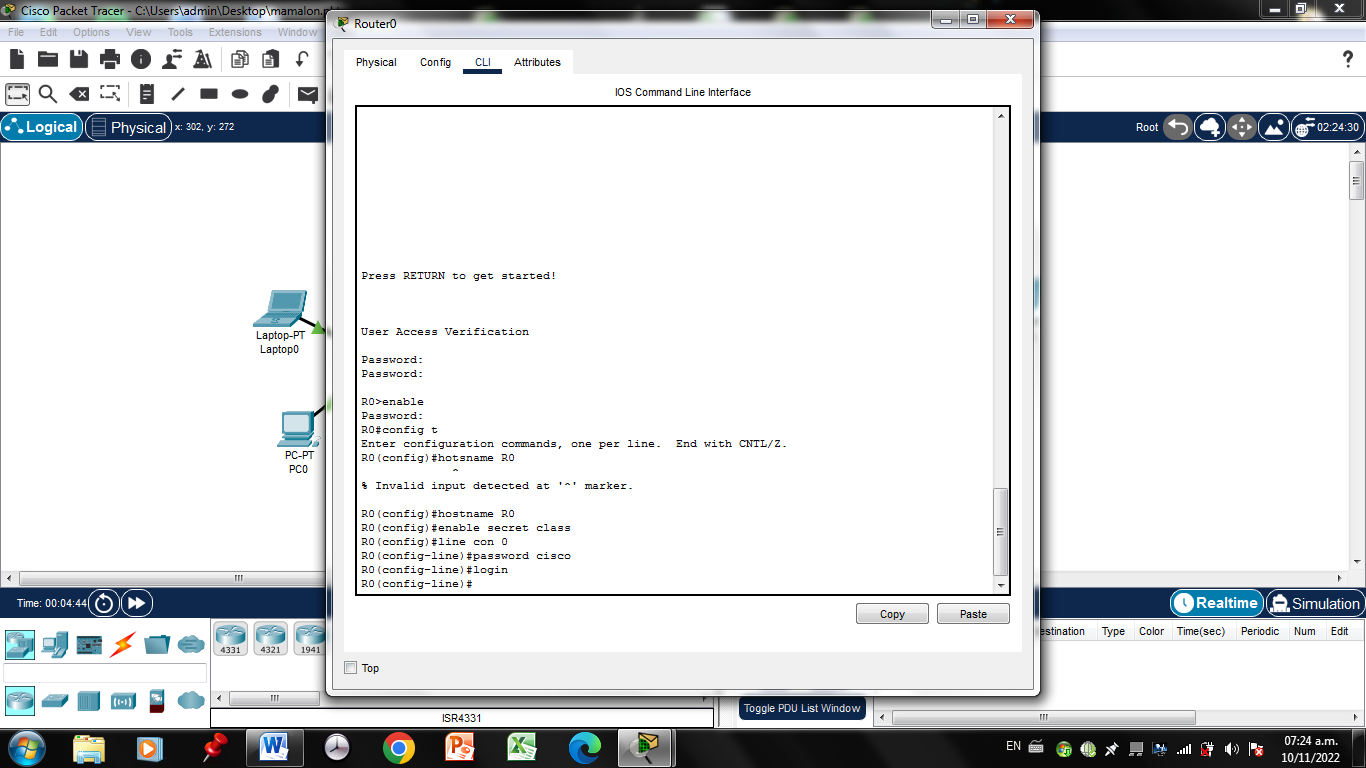 Cisco Packet Tracer - C:\Users\admin\Desktop\mamalon.
Router0
File Edit Options View Tools Extensions Window
Physical Config CLI Attributes
IOS Command Line Interface
Logical Physical x: 302, y: 272
Root 02:24:30
Press RETURN to get started!
User Access Verification
Password:
Password:
R0>enable
Password:
R0#config t
Enter configuration commands, one per line.  End with CNTL/Z.
R0(config)#hotsname R0
^
% Invalid input detected at '^' marker.
R0(config)#hostname R0
R0(config)#enable secret class
R0(config)#line con 0
R0(config-line)#password cisco
R0(config-line)#login
R0(config-line)#
Laptop-PT
Laptop0
PC-PT
PC0
Copy Paste
Top
Time: 00:04:44
Realtime Simulation
4331 4321 1941
estination Type Color Time(sec) Periodic Num Edit
Toggle PDU List Window
ISR4331
EN
07:24 a.m.
10/11/2022